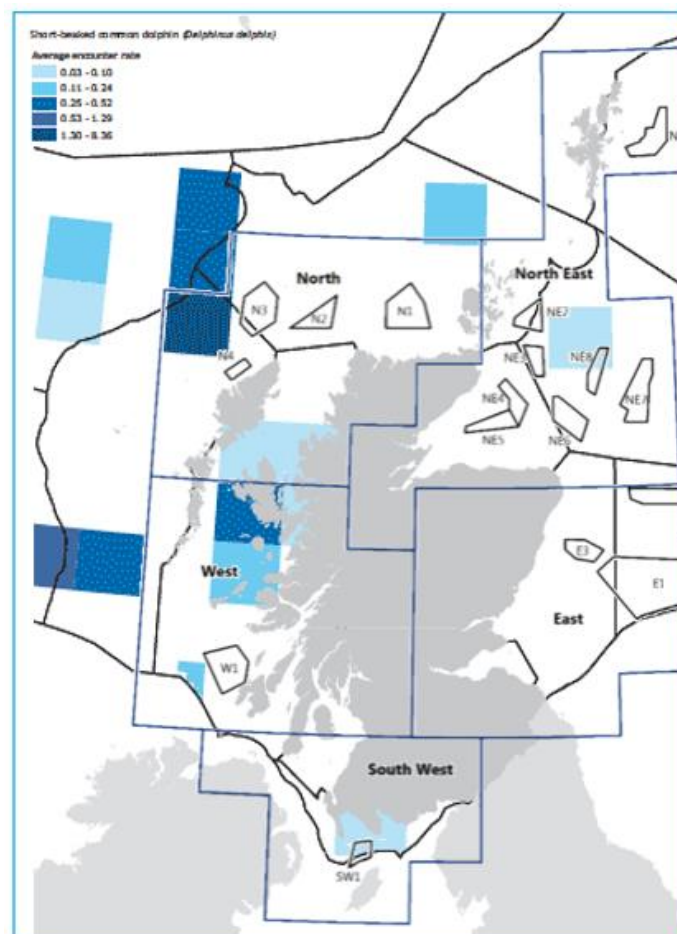 Short-beaked common dolphin (Delphinus delphis)
Average encounter rate
0.03 - 0.10
0.11 - 0.24
0.25 - 0.52
0.53 - 1.29
1.30 - 8.36
N
North
North East
N3
N2
N1
NE2
N4
NE3
NE8
NE4
NE7
NE5
NE6
E3
West
E1
East
W1
South West
SW1